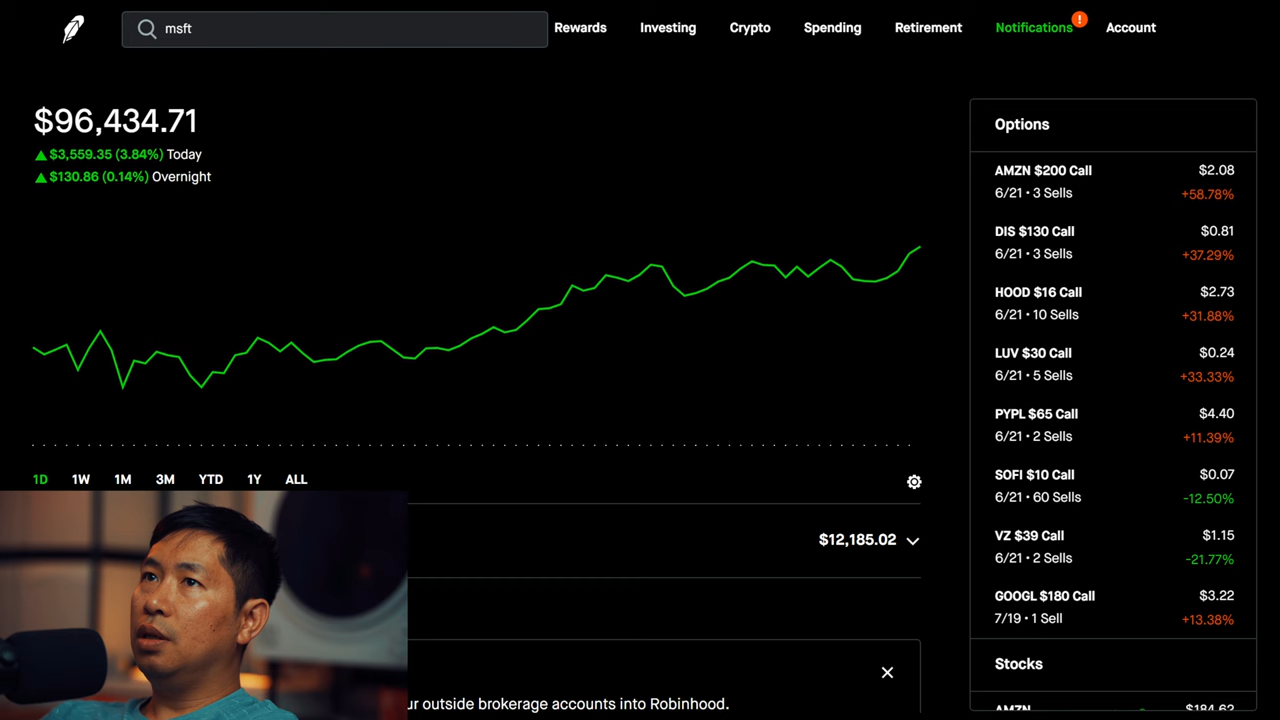 msft
Rewards
Investing
Crypto
Spending
Retirement
Notifications
!
Account
$96,434.71
$3,559.35 (3.84%) Today
$130.86 (0.14%) Overnight
1D 1W 1M 3M YTD 1Y ALL
$12,185.02
ur outside brokerage accounts into Robinhood.
Options
AMZN $200 Call $2.08
6/21 • 3 Sells +58.78%
DIS $130 Call $0.81
6/21 • 3 Sells +37.29%
HOOD $16 Call $2.73
6/21 • 10 Sells +31.88%
LUV $30 Call $0.24
6/21 • 5 Sells +33.33%
PYPL $65 Call $4.40
6/21 • 2 Sells +11.39%
SOFI $10 Call $0.07
6/21 • 60 Sells -12.50%
VZ $39 Call $1.15
6/21 • 2 Sells -21.77%
GOOGL $180 Call $3.22
7/19 • 1 Sell +13.38%
Stocks
AMZN $184.62